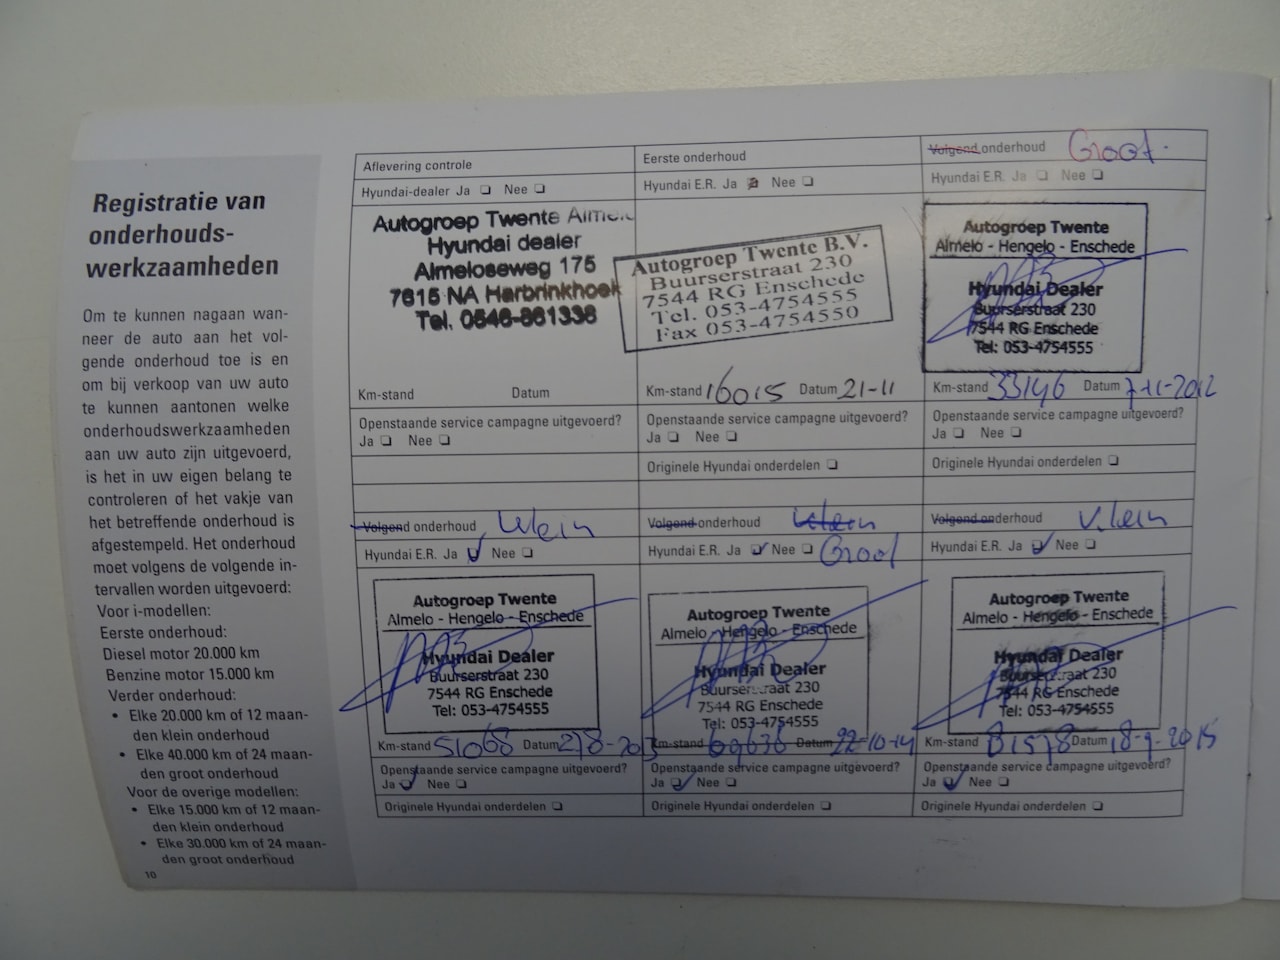 Registratie van
onderhouds-
werkzaamheden
Om te kunnen nagaan wan-
neer de auto aan het vol-
gende onderhoud toe is en
om bij verkoop van uw auto
te kunnen aantonen welke
onderhoudswerkzaamheden
aan uw auto zijn uitgevoerd,
is het in uw eigen belang te
controleren of het vakje van
het betreffende onderhoud is
afgestempeld. Het onderhoud
moet volgens de volgende in-
tervallen worden uitgevoerd:
Voor i-modellen:
Eerste onderhoud:
Diesel motor 20.000 km
Benzine motor 15.000 km
Verder onderhoud:
• Elke 20.000 km of 12 maan-
den klein onderhoud
• Elke 40.000 km of 24 maan-
den groot onderhoud
Voor de overige modellen:
• Elke 15.000 km of 12 maan-
den klein onderhoud
• Elke 30.000 km of 24 maan-
den groot onderhoud
10
Aflevering controle
Hyundai-dealer Ja ❏ Nee ❏
Autogroep Twente Almelo
Hyundai dealer
Almeloseweg 175
7615 NA Harbrinkhoek
Tel. 0546-861336
Km-stand Datum
Openstaande service campagne uitgevoerd?
Ja ❏ Nee ❏
Eerste onderhoud
Hyundai E.R. Ja ❏ Nee ❏
Autogroep Twente B.V.
Buurserstraat 230
7544 RG Enschede
Tel. 053-4754555
Fax 053-4754550
Km-stand 16015 Datum 21-11
Openstaande service campagne uitgevoerd?
Ja ❏ Nee ❏
Originele Hyundai onderdelen ❏
Volgend onderhoud Groot
Hyundai E.R. Ja ❏ Nee ❏
Autogroep Twente
Almelo - Hengelo - Enschede
Hyundai Dealer
Buurserstraat 230
7544 RG Enschede
Tel: 053-4754555
Km-stand 33146 Datum 7-11-2012
Openstaande service campagne uitgevoerd?
Ja ❏ Nee ❏
Originele Hyundai onderdelen ❏
Volgend onderhoud klein
Hyundai E.R. Ja ❏ Nee ❏
Autogroep Twente
Almelo - Hengelo - Enschede
Hyundai Dealer
Buurserstraat 230
7544 RG Enschede
Tel: 053-4754555
Km-stand 51068 Datum
Openstaande service campagne uitgevoerd?
Ja ❏ Nee ❏
Originele Hyundai onderdelen ❏
Volgend onderhoud klein
Hyundai E.R. Ja ❏ Nee ❏ Groot
Autogroep Twente
Almelo - Hengelo - Enschede
Hyundai Dealer
Buurserstraat 230
7544 RG Enschede
Tel: 053-4754555
Km-stand 69636 Datum 22-10-14
Openstaande service campagne uitgevoerd?
Ja ❏ Nee ❏
Originele Hyundai onderdelen ❏
Volgend onderhoud klein
Hyundai E.R. Ja ❏ Nee ❏
Autogroep Twente
Almelo - Hengelo - Enschede
Hyundai Dealer
Buurserstraat 230
7544 RG Enschede
Tel: 053-4754555
Km-stand 81578 Datum 18-9-2015
Openstaande service campagne uitgevoerd?
Ja ❏ Nee ❏
Originele Hyundai onderdelen ❏